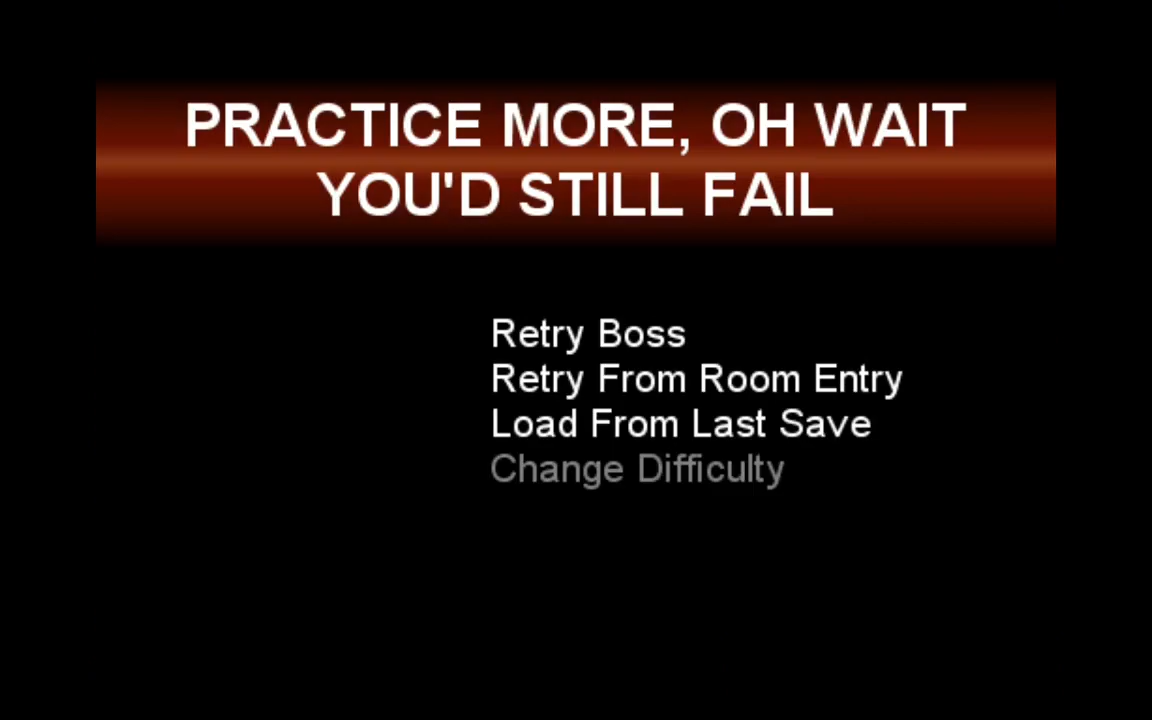 PRACTICE MORE, OH WAIT
YOU'D STILL FAIL
Retry Boss
Retry From Room Entry
Load From Last Save
Change Difficulty